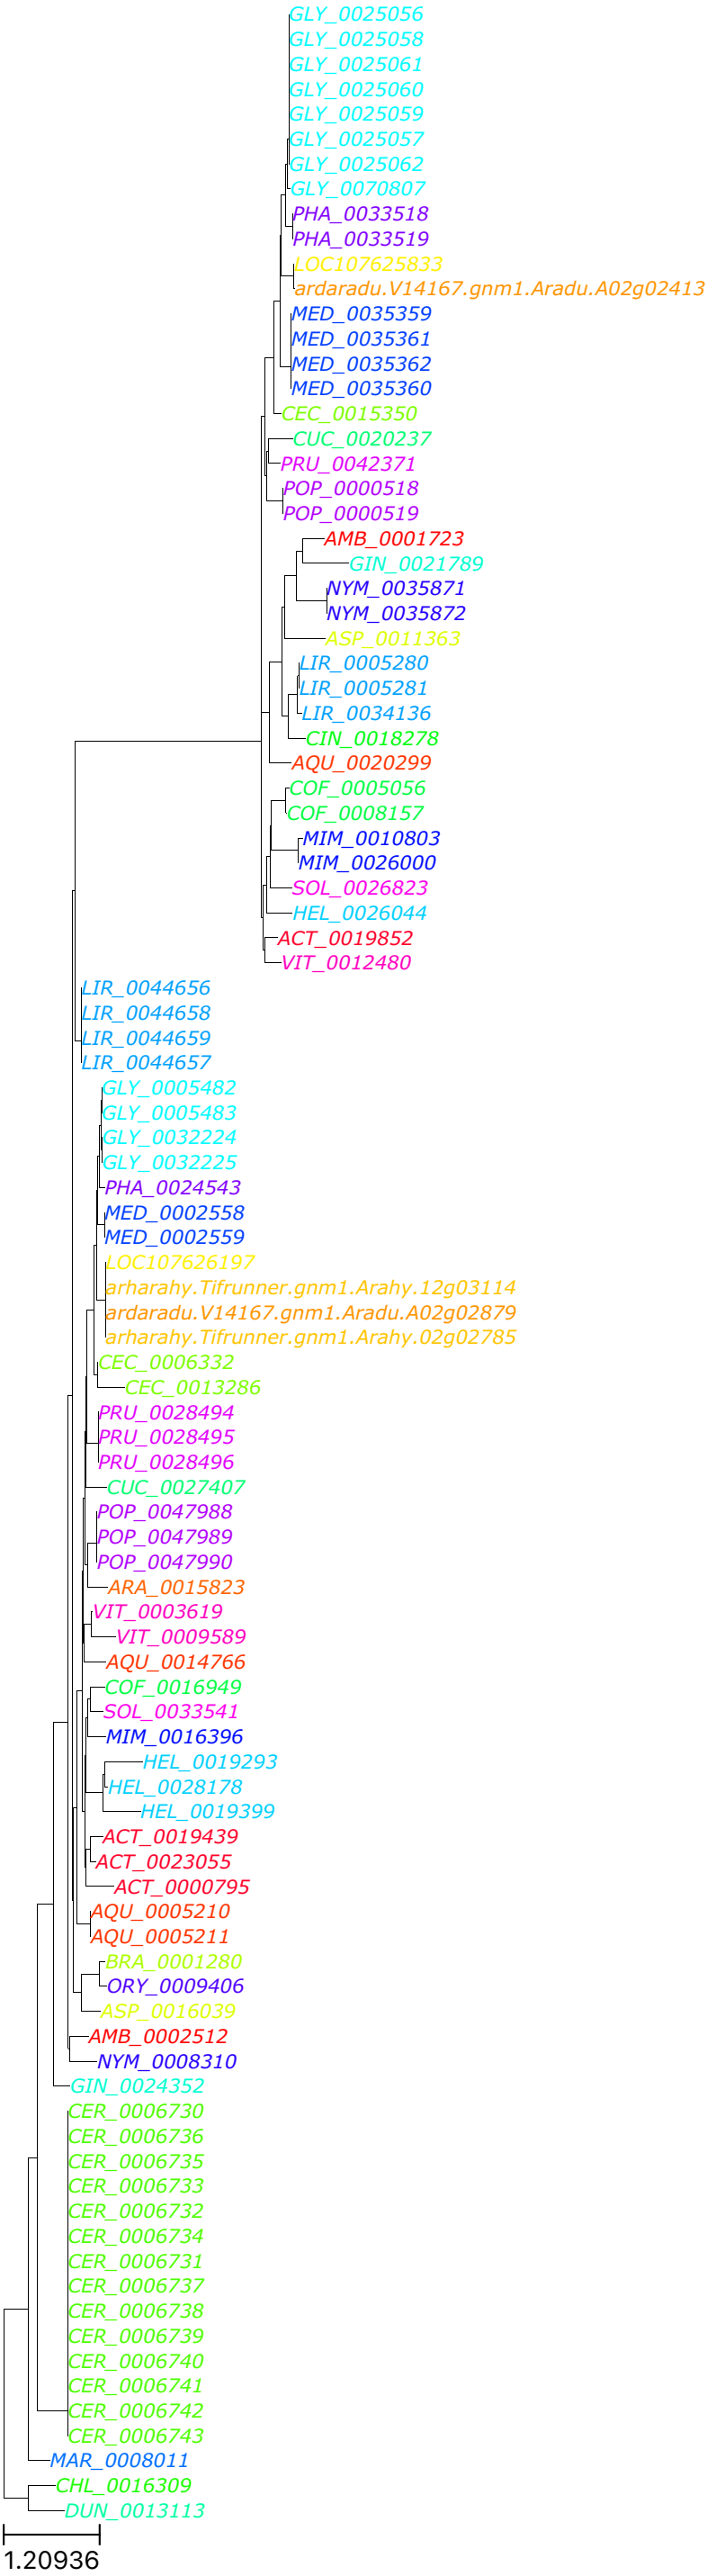 GLY_0025056
GLY_0025058
GLY_0025061
GLY_0025060
GLY_0025059
GLY_0025057
GLY_0025062
GLY_0070807
PHA_0033518
PHA_0033519
LOC107625833
ardaradu.V14167.gnm1.Aradu.A02g02413
MED_0035359
MED_0035361
MED_0035362
MED_0035360
CEC_0015350
CUC_0020237
PRU_0042371
POP_0000518
POP_0000519
AMB_0001723
GIN_0021789
NYM_0035871
NYM_0035872
ASP_0011363
LIR_0005280
LIR_0005281
LIR_0034136
CIN_0018278
AQU_0020299
COF_0005056
COF_0008157
MIM_0010803
MIM_0026000
SOL_0026823
HEL_0026044
ACT_0019852
VIT_0012480
LIR_0044656
LIR_0044658
LIR_0044659
LIR_0044657
GLY_0005482
GLY_0005483
GLY_0032224
GLY_0032225
PHA_0024543
MED_0002558
MED_0002559
LOC107626197
arharahy.Tifrunner.gnm1.Arahy.12g03114
ardaradu.V14167.gnm1.Aradu.A02g02879
arharahy.Tifrunner.gnm1.Arahy.02g02785
CEC_0006332
CEC_0013286
PRU_0028494
PRU_0028495
PRU_0028496
CUC_0027407
POP_0047988
POP_0047989
POP_0047990
ARA_0015823
VIT_0003619
VIT_0009589
AQU_0014766
COF_0016949
SOL_0033541
MIM_0016396
HEL_0019293
HEL_0028178
HEL_0019399
ACT_0019439
ACT_0023055
ACT_0000795
AQU_0005210
AQU_0005211
BRA_0001280
ORY_0009406
ASP_0016039
AMB_0002512
NYM_0008310
GIN_0024352
CER_0006730
CER_0006736
CER_0006735
CER_0006733
CER_0006732
CER_0006734
CER_0006731
CER_0006737
CER_0006738
CER_0006739
CER_0006740
CER_0006741
CER_0006742
CER_0006743
MAR_0008011
CHL_0016309
DUN_0013113
1.20936